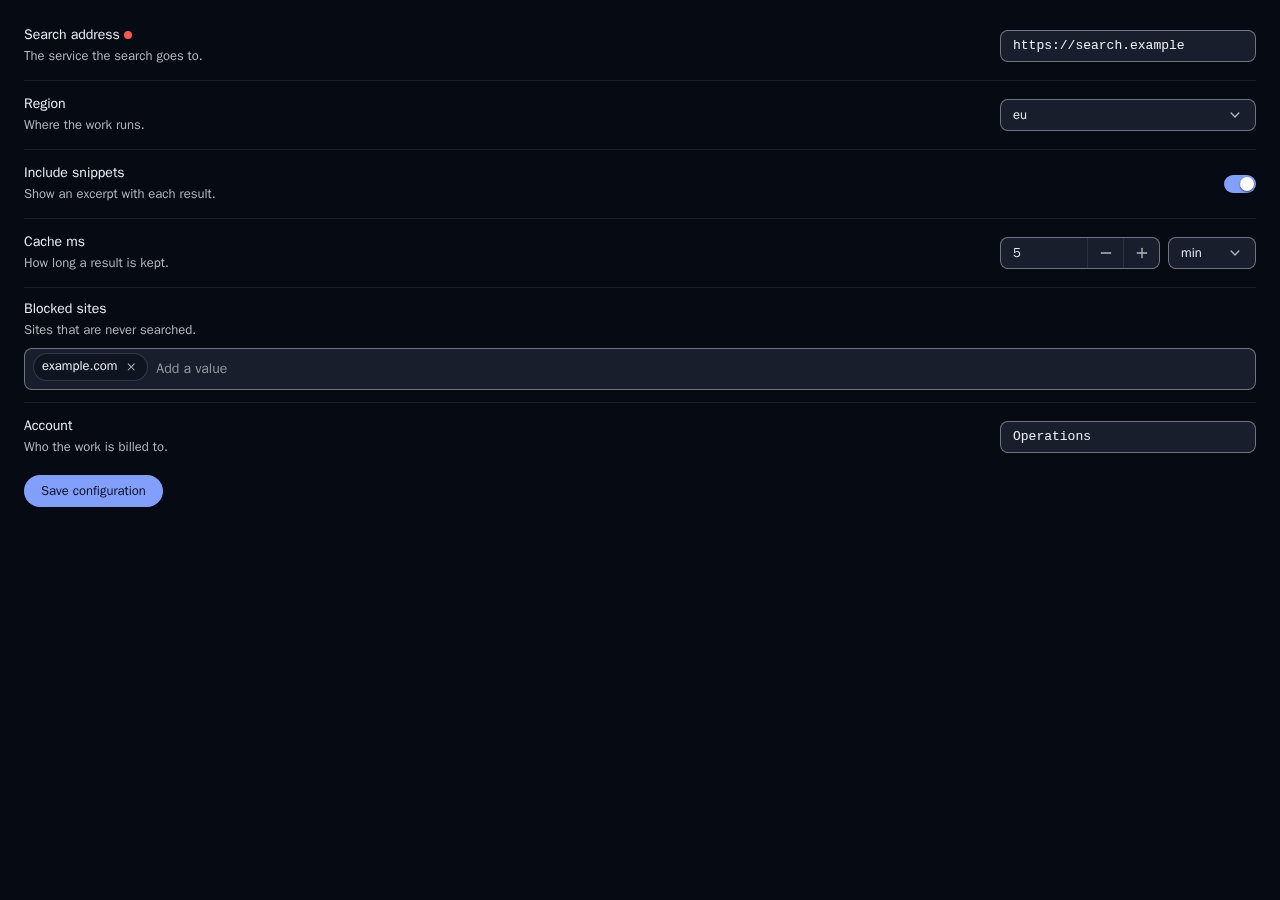 Search address
The service the search goes to.
https://search.example
Region
Where the work runs.
eu
Include snippets
Show an excerpt with each result.
Cache ms
How long a result is kept.
5
min
Blocked sites
Sites that are never searched.
example.com
Add a value
Account
Who the work is billed to.
Operations
Save configuration